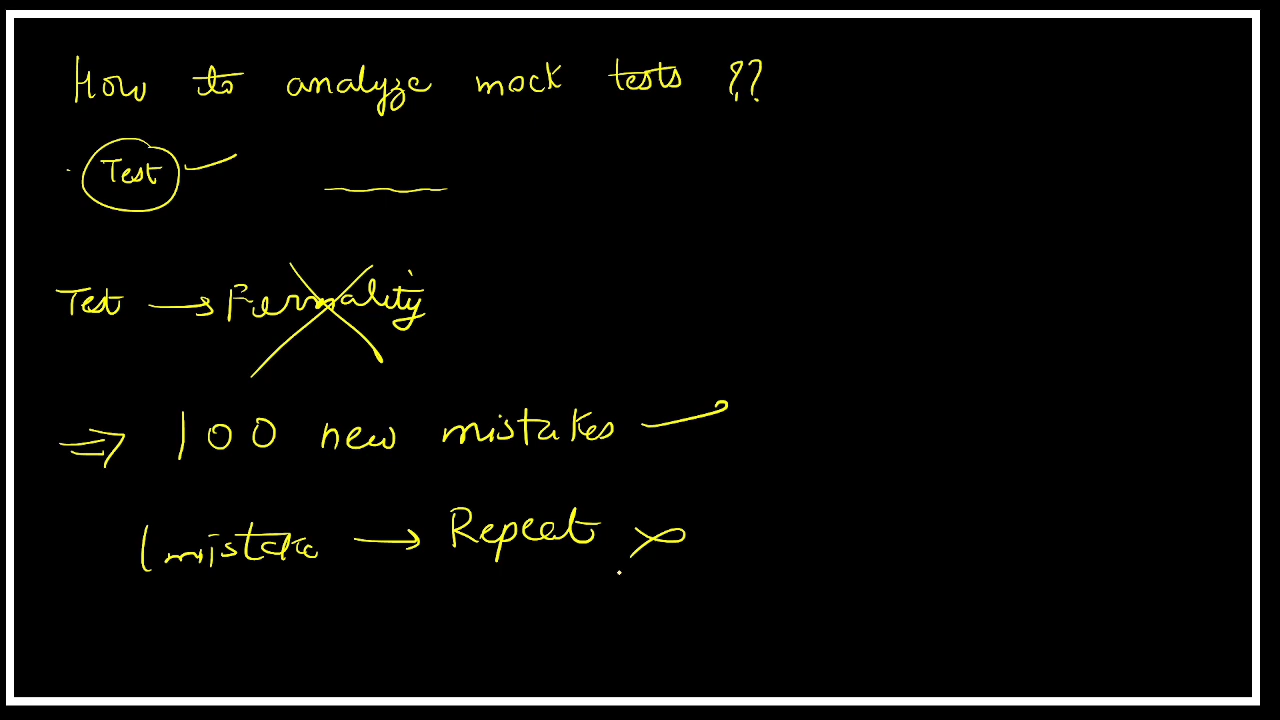 How to analyze mock tests ??
Test
Test → Formality
⇒ 100 new mistakes
1 mistake → Repeat